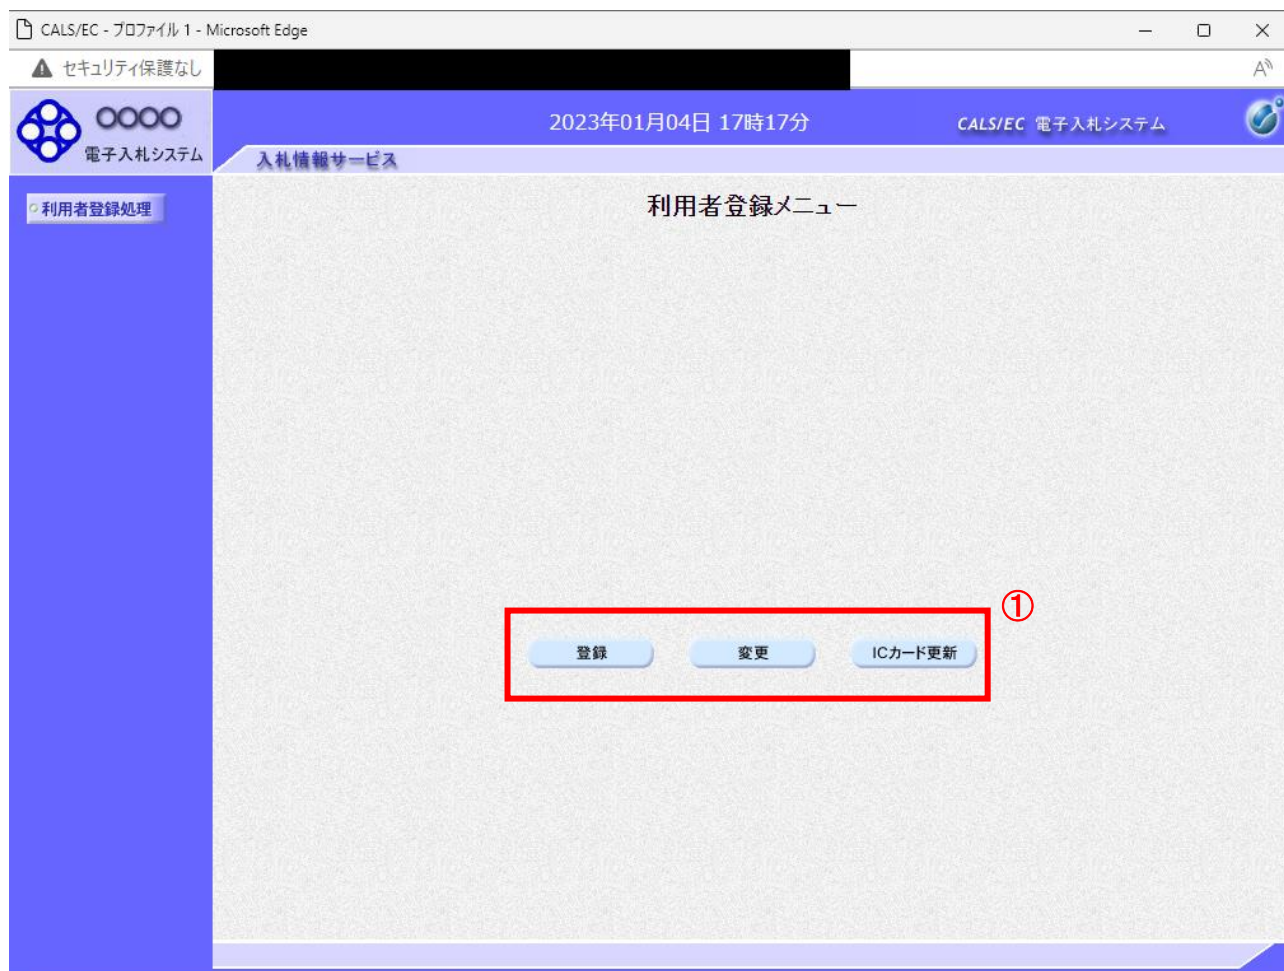 CALS/EC - プロファイル 1 - Microsoft Edge
セキュリティ保護なし
A
〇〇〇〇
電子入札システム
2023年01月04日 17時17分
CALS/EC 電子入札システム
入札情報サービス
利用者登録処理
利用者登録メニュー
①
登録 変更 ICカード更新